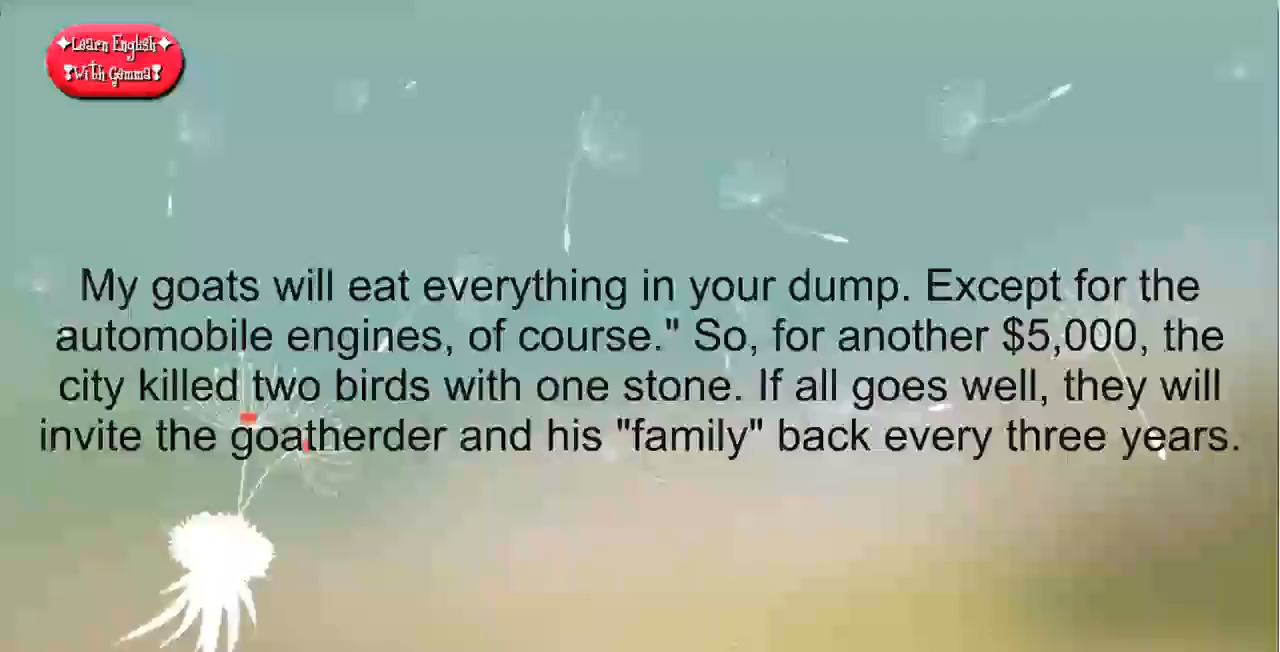 ✦Learn English✦
❣With Gamma❣
My goats will eat everything in your dump. Except for the
automobile engines, of course." So, for another $5,000, the
city killed two birds with one stone. If all goes well, they will
invite the goatherder and his "family" back every three years.